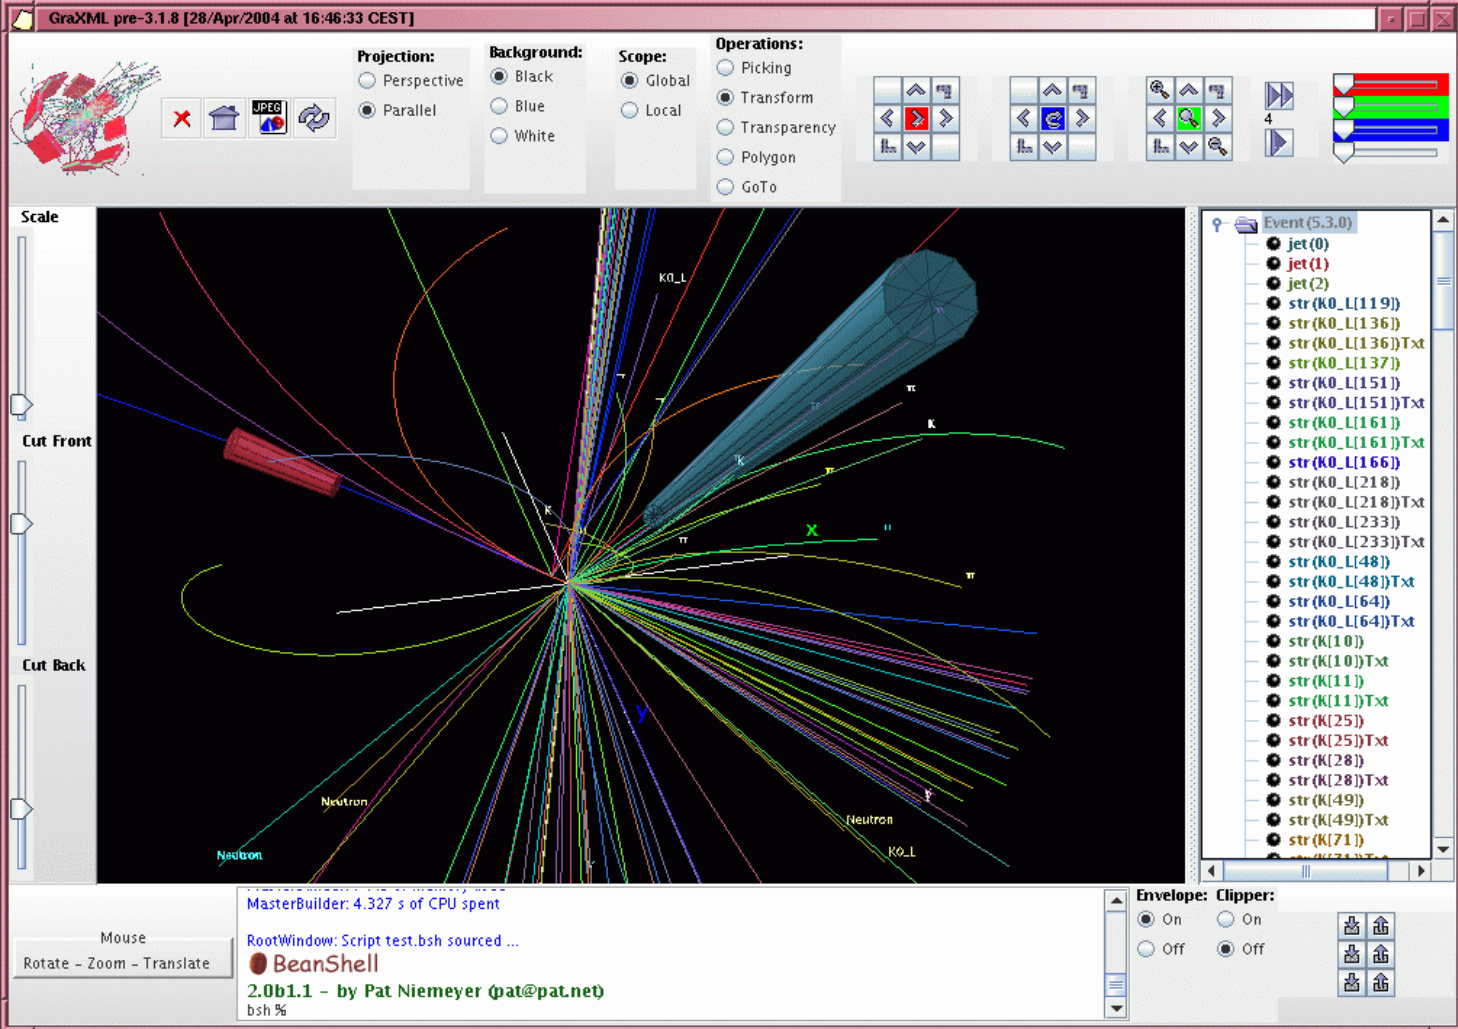 GraXML pre-3.1.8 [28/Apr/2004 at 16:46:33 CEST]
Projection:
Perspective
Parallel
Background:
Black
Blue
White
Scope:
Global
Local
Operations:
Picking
Transform
Transparency
Polygon
GoTo
JPEG
4
Scale
Cut Front
Cut Back
K0_L
π
K
π
K
K
π
x
π
π
y
Neutron
Neutron
Neutron
K0_L
Event(5.3.0)
jet(0)
jet(1)
jet(2)
str(K0_L[119])
str(K0_L[136])
str(K0_L[136])Txt
str(K0_L[137])
str(K0_L[151])
str(K0_L[151])Txt
str(K0_L[161])
str(K0_L[161])Txt
str(K0_L[166])
str(K0_L[218])
str(K0_L[218])Txt
str(K0_L[233])
str(K0_L[233])Txt
str(K0_L[48])
str(K0_L[48])Txt
str(K0_L[64])
str(K0_L[64])Txt
str(K[10])
str(K[10])Txt
str(K[11])
str(K[11])Txt
str(K[25])
str(K[25])Txt
str(K[28])
str(K[28])Txt
str(K[49])
str(K[49])Txt
str(K[71])
Mouse
Rotate - Zoom - Translate
MasterBuilder: 4.327 s of CPU spent
RootWindow: Script test.bsh sourced ...
BeanShell
2.0b1.1 - by Pat Niemeyer (pat@pat.net)
bsh %
Envelope:
On
Off
Clipper:
On
Off